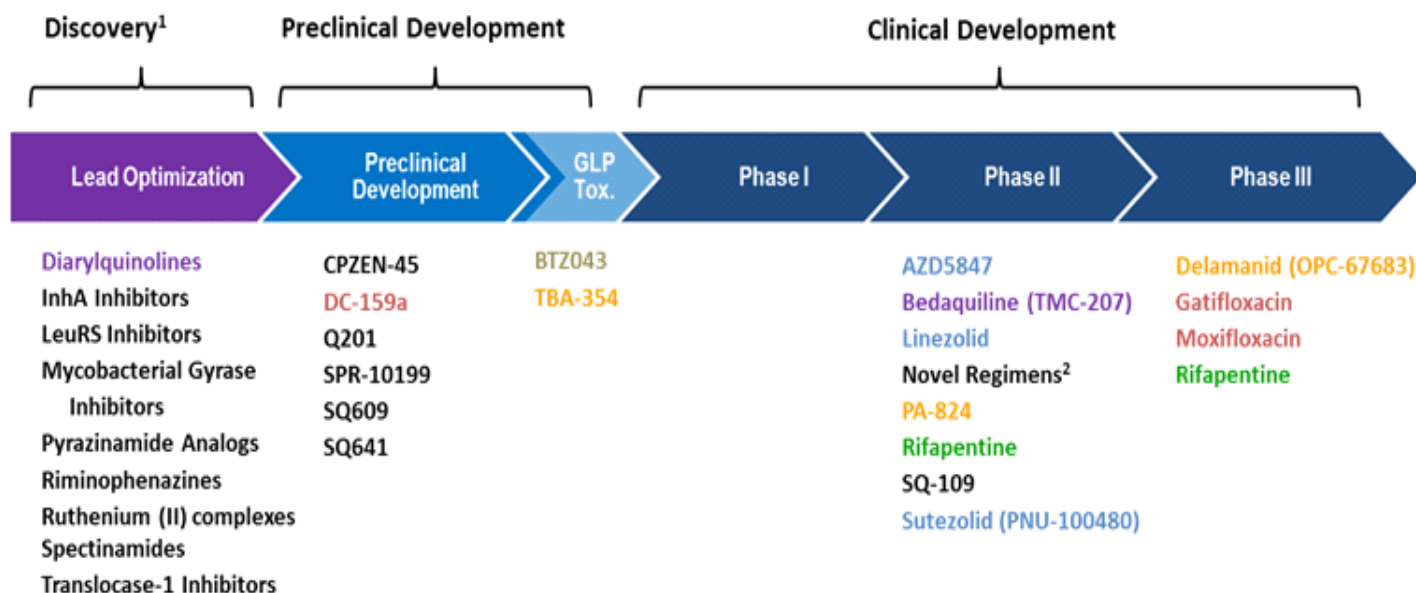 Discovery¹
Preclinical Development
Clinical Development
Lead Optimization
Preclinical
Development
GLP
Tox.
Phase I
Phase II
Phase III
Diarylquinolines
InhA Inhibitors
LeuRS Inhibitors
Mycobacterial Gyrase
Inhibitors
Pyrazinamide Analogs
Riminophenazines
Ruthenium (II) complexes
Spectinamides
Translocase-1 Inhibitors
CPZEN-45
DC-159a
Q201
SPR-10199
SQ609
SQ641
BTZ043
TBA-354
AZD5847
Bedaquiline (TMC-207)
Linezolid
Novel Regimens²
PA-824
Rifapentine
SQ-109
Sutezolid (PNU-100480)
Delamanid (OPC-67683)
Gatifloxacin
Moxifloxacin
Rifapentine